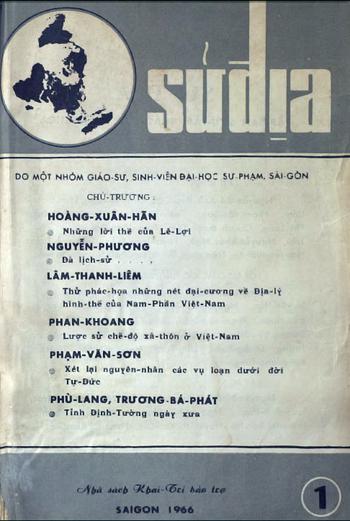 sử địa
DO MỘT NHÓM GIÁO-SƯ, SINH-VIÊN ĐẠI-HỌC SƯ-PHẠM, SÀI-GÒN
CHỦ-TRƯƠNG :
HOÀNG-XUÂN-HÃN
Những lời thề của Lê-Lợi
NGUYỄN-PHƯƠNG
Đà lịch-sử . . . .
LÂM-THANH-LIÊM
Thử phác-họa những nét đại-cương về Địa-lý
hình-thể của Nam-Phần Việt-Nam
PHAN-KHOANG
Lược sử chế-độ xã-thôn ở Việt-Nam
PHẠM-VĂN-SƠN
Xét lại nguyên-nhân các vụ loạn dưới đời
Tự-Đức
PHÙ-LANG, TRƯƠNG-BÁ-PHÁT
Tỉnh Định-Tường ngày xưa
Nhà sách Khai-Trí bảo trợ
SAIGON 1966
1